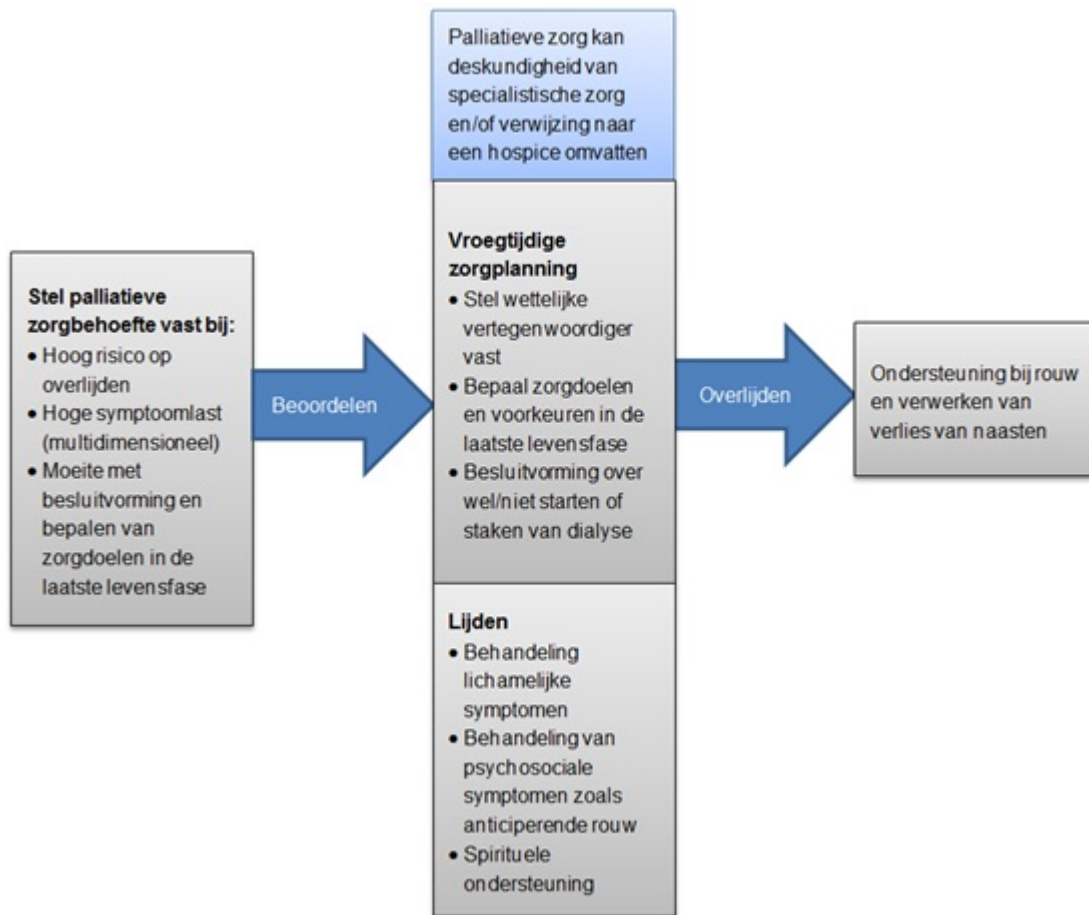 Palliatieve zorg kan
deskundigheid van
specialistische zorg
en/of verwijzing naar
een hospice omvatten
Stel palliatieve
zorgbehoefte vast bij:
• Hoog risico op
overlijden
• Hoge symptoomlast
(multidimensioneel)
• Moeite met
besluitvorming en
bepalen van
zorgdoelen in de
laatste levensfase
Beoordelen
Vroegtijdige
zorgplanning
• Stel wettelijke
vertegenwoordiger
vast
• Bepaal zorgdoelen
en voorkeuren in de
laatste levensfase
• Besluitvorming over
wel/niet starten of
staken van dialyse
Lijden
• Behandeling
lichamelijke
symptomen
• Behandeling van
psychosociale
symptomen zoals
anticiperende rouw
• Spirituele
ondersteuning
Overlijden
Ondersteuning bij rouw
en verwerken van
verlies van naasten